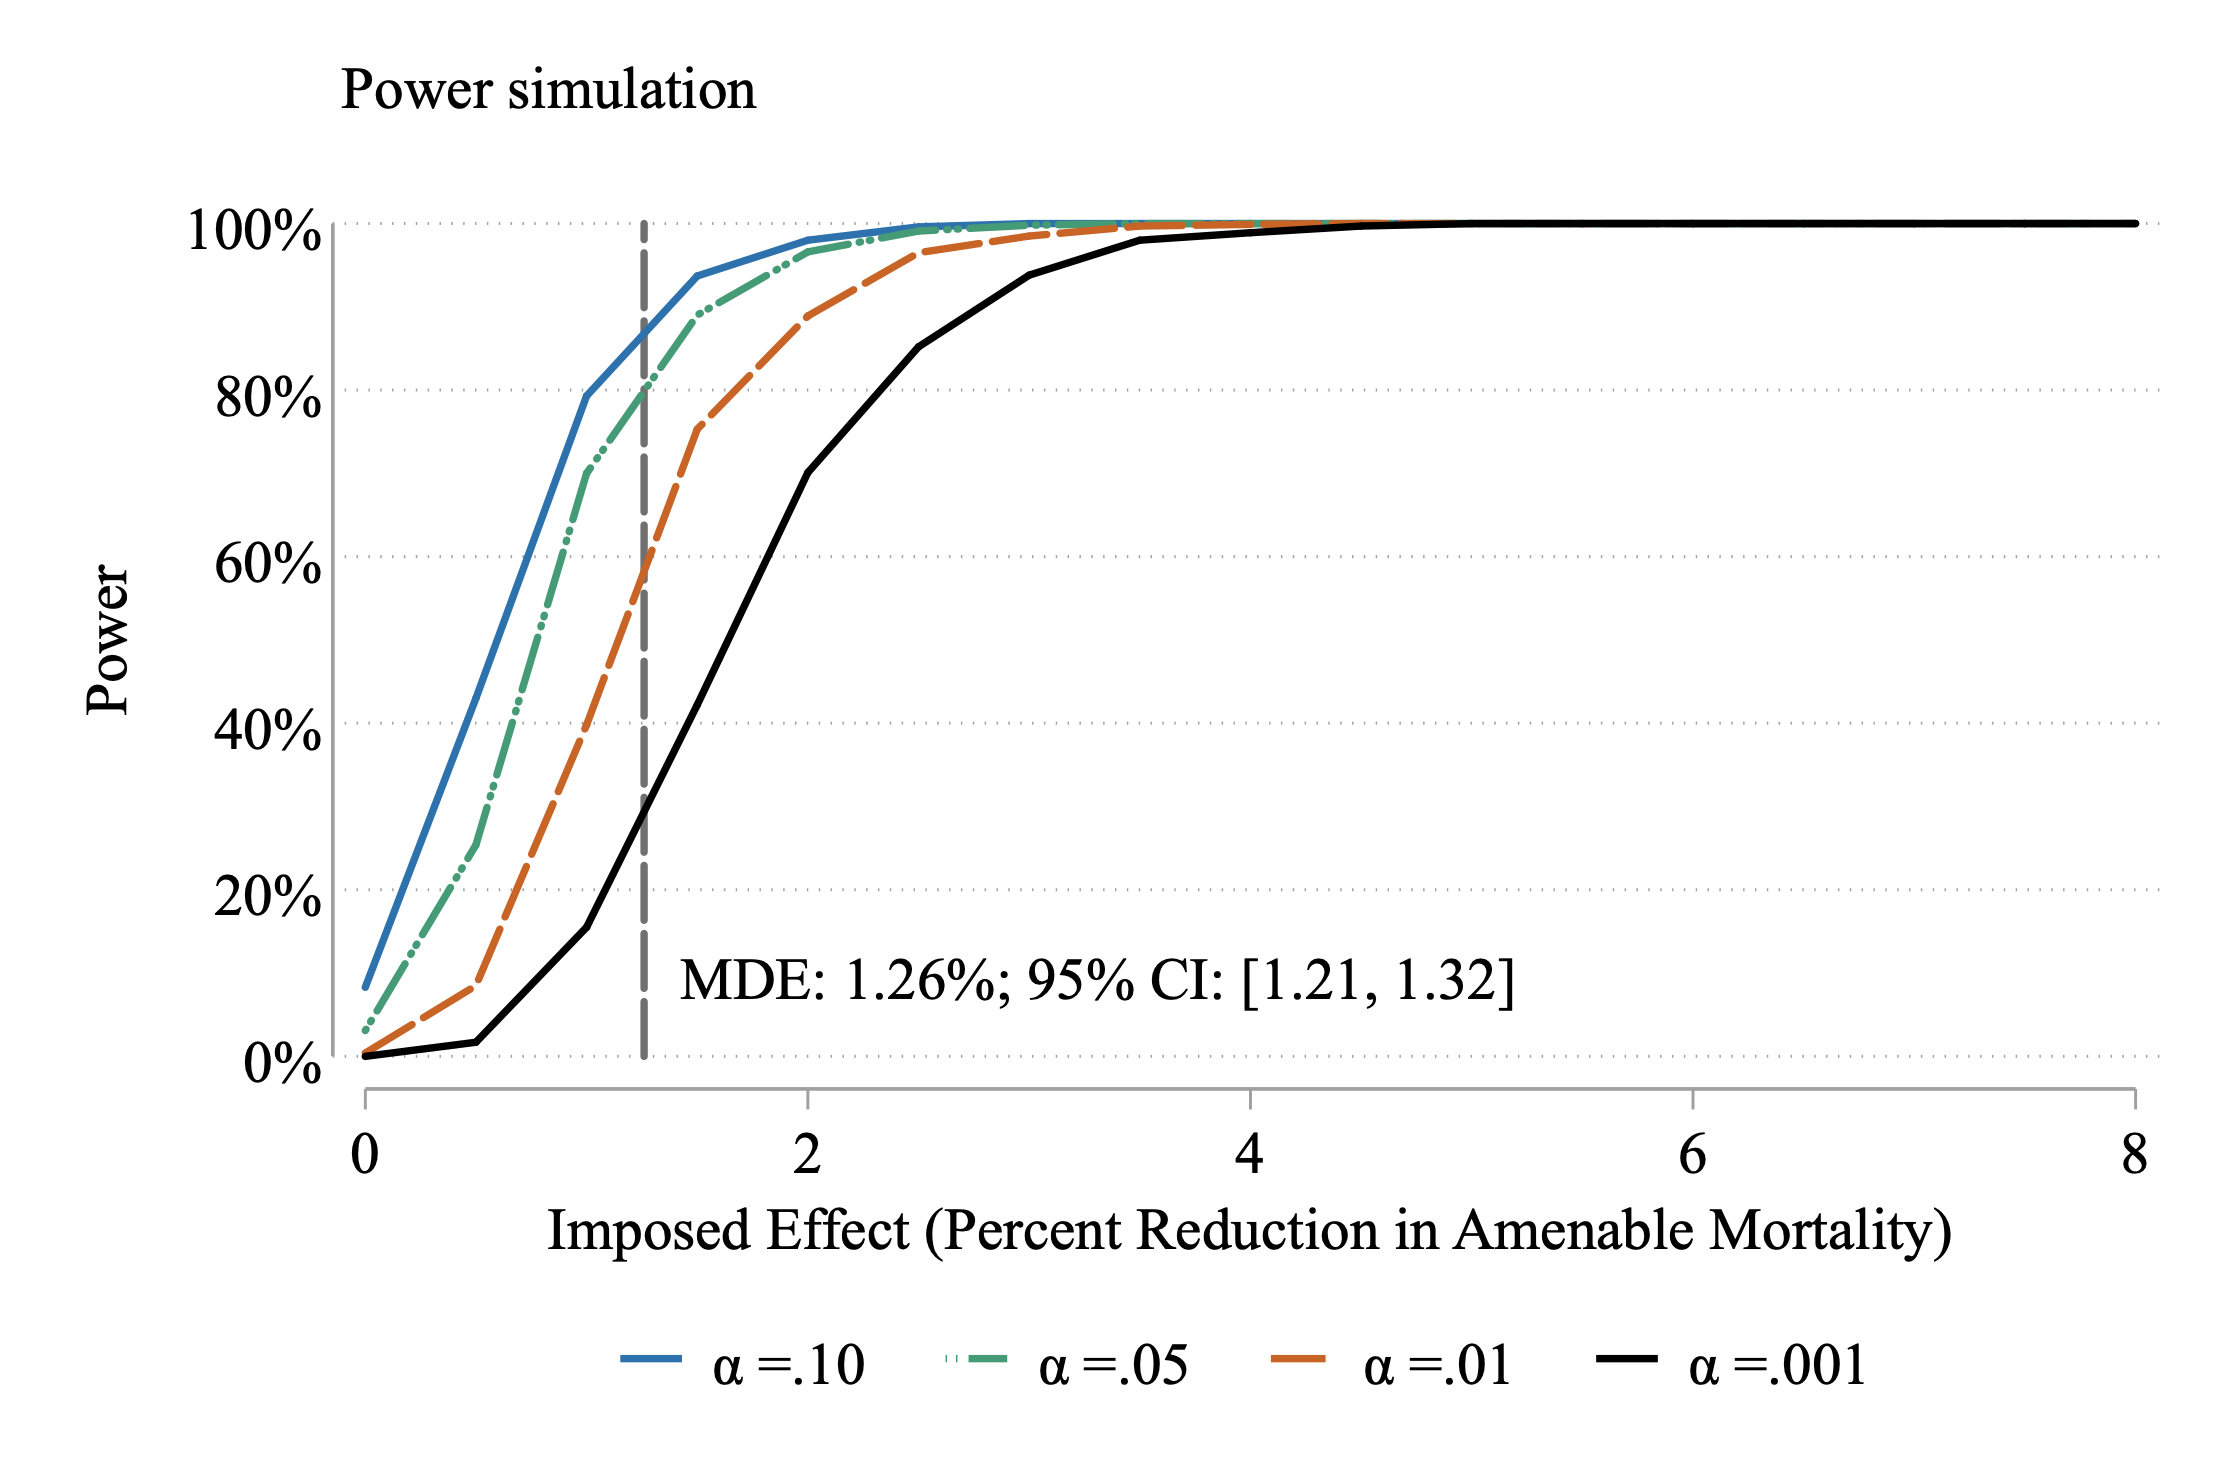 Power simulation
100%
80%
60%
40%
20%
0%
Power
MDE: 1.26%; 95% CI: [1.21, 1.32]
0 2 4 6 8
Imposed Effect (Percent Reduction in Amenable Mortality)
α =.10 α =.05 α =.01 α =.001